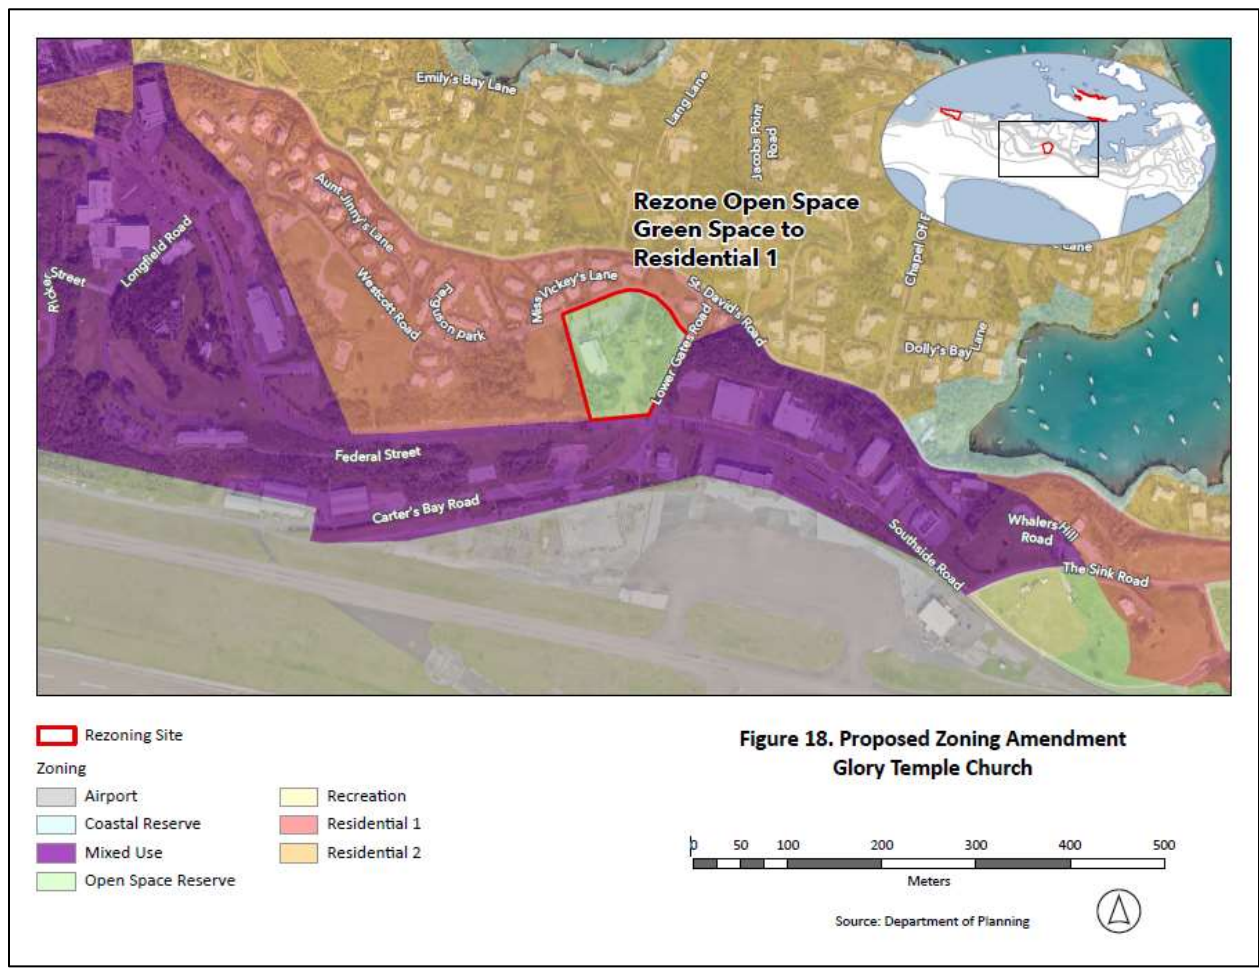 Emily's Bay Lane
Lang Lane
Jacobs Point
Road
Rezone Open Space
Green Space to
Residential 1
Aunt Jinny's Lane
Longfield Road
Street
Westcott Road
Ferguson Park
Miss Vickey's Lane
St. David's Road
Lower Gates Road
Chapel Of E
Lane
Dolly's Bay Lane
Federal Street
Carter's Bay Road
Southside Road
Whalers Hill
Road
The Sink Road
Rezoning Site
Zoning
Airport
Coastal Reserve
Mixed Use
Open Space Reserve
Recreation
Residential 1
Residential 2
Figure 18. Proposed Zoning Amendment
Glory Temple Church
0 50 100 200 300 400 500
Meters
Source: Department of Planning